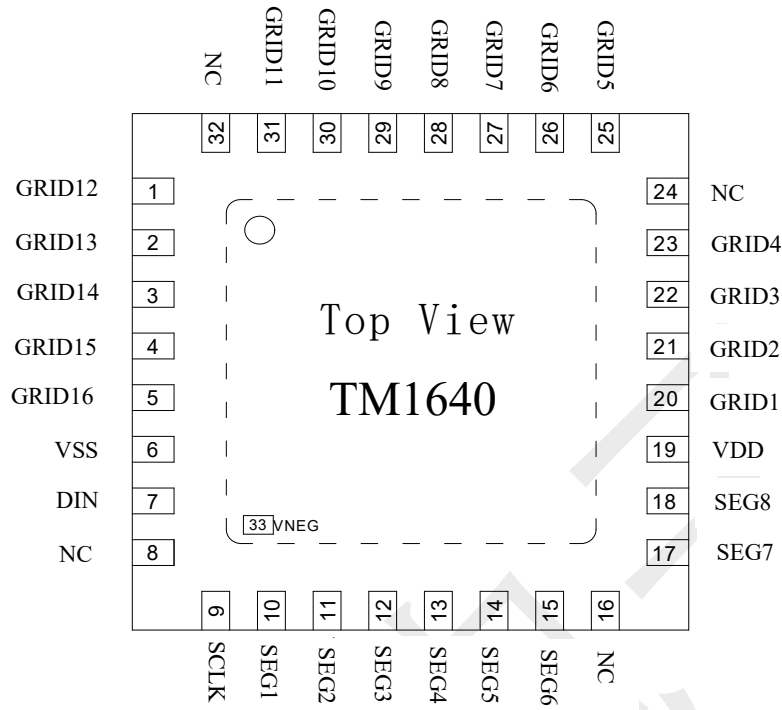 NC GRID11 GRID10 GRID9 GRID8 GRID7 GRID6 GRID5
32 31 30 29 28 27 26 25
GRID12 1 24 NC
GRID13 2 23 GRID4
GRID14 3 22 GRID3
Top View
GRID15 4 21 GRID2
TM1640
GRID16 5 20 GRID1
VSS 6 19 VDD
DIN 7 18 SEG8
33 VNEG
NC 8 17 SEG7
9 10 11 12 13 14 15 16
SCLK SEG1 SEG2 SEG3 SEG4 SEG5 SEG6 NC